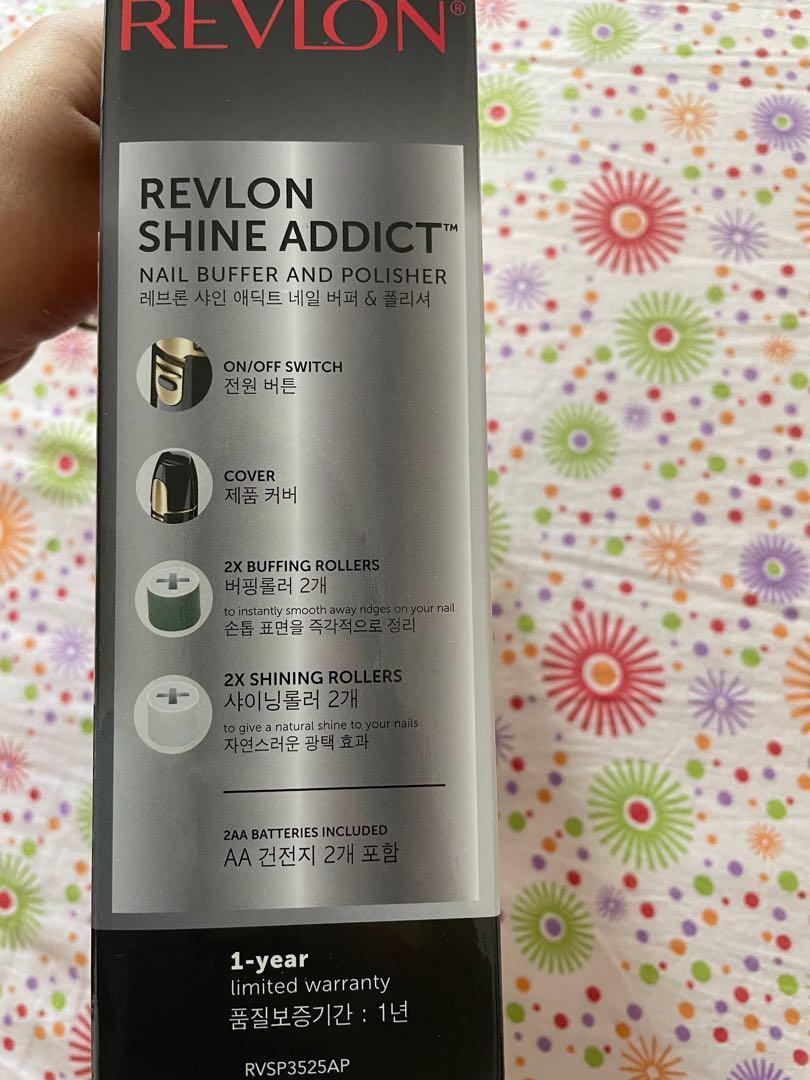 REVLON®
REVLON
SHINE ADDICT™
NAIL BUFFER AND POLISHER
레브론 샤인 애딕트 네일 버퍼 & 폴리셔
ON/OFF SWITCH
전원 버튼
COVER
제품 커버
2X BUFFING ROLLERS
버핑롤러 2개
to instantly smooth away ridges on your nail
손톱 표면을 즉각적으로 정리
2X SHINING ROLLERS
샤이닝롤러 2개
to give a natural shine to your nails
자연스러운 광택 효과
2AA BATTERIES INCLUDED
AA 건전지 2개 포함
1-year
limited warranty
품질보증기간 : 1년
RVSP3525AP